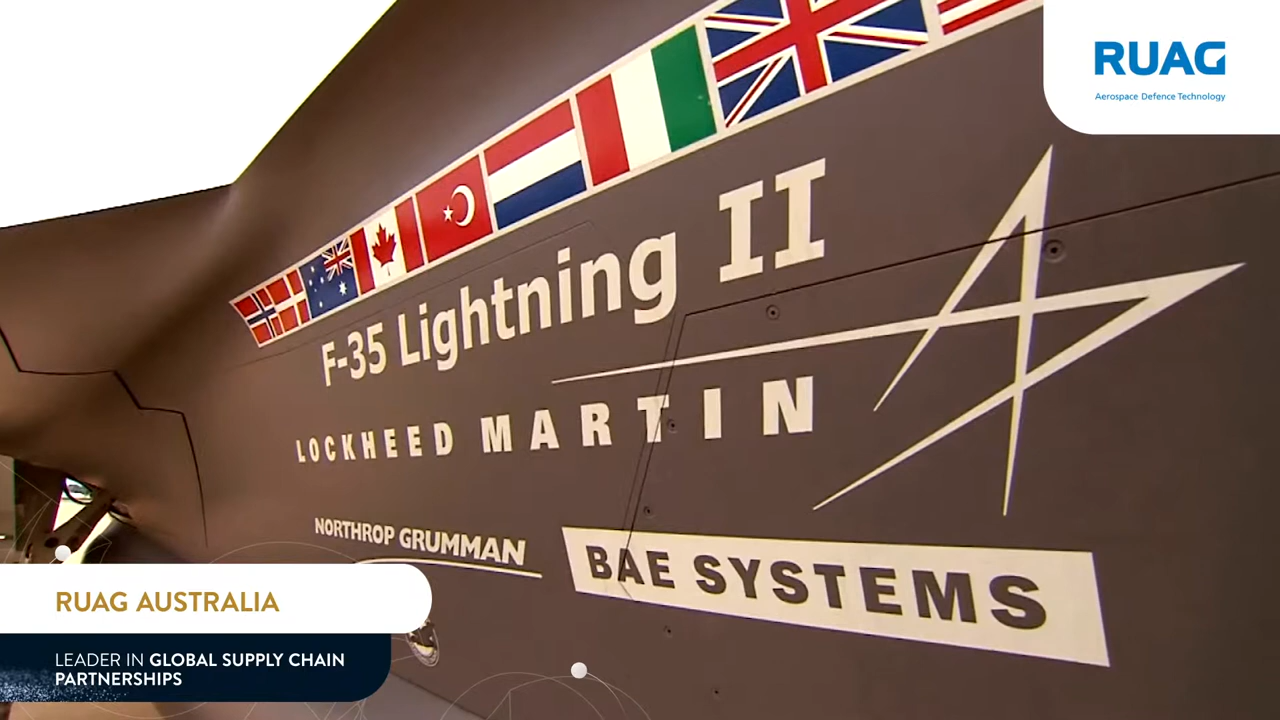 RUAG
Aerospace Defence Technology
F-35 Lightning II
LOCKHEED MARTIN
NORTHROP GRUMMAN
BAE SYSTEMS
RUAG AUSTRALIA
LEADER IN GLOBAL SUPPLY CHAIN
PARTNERSHIPS